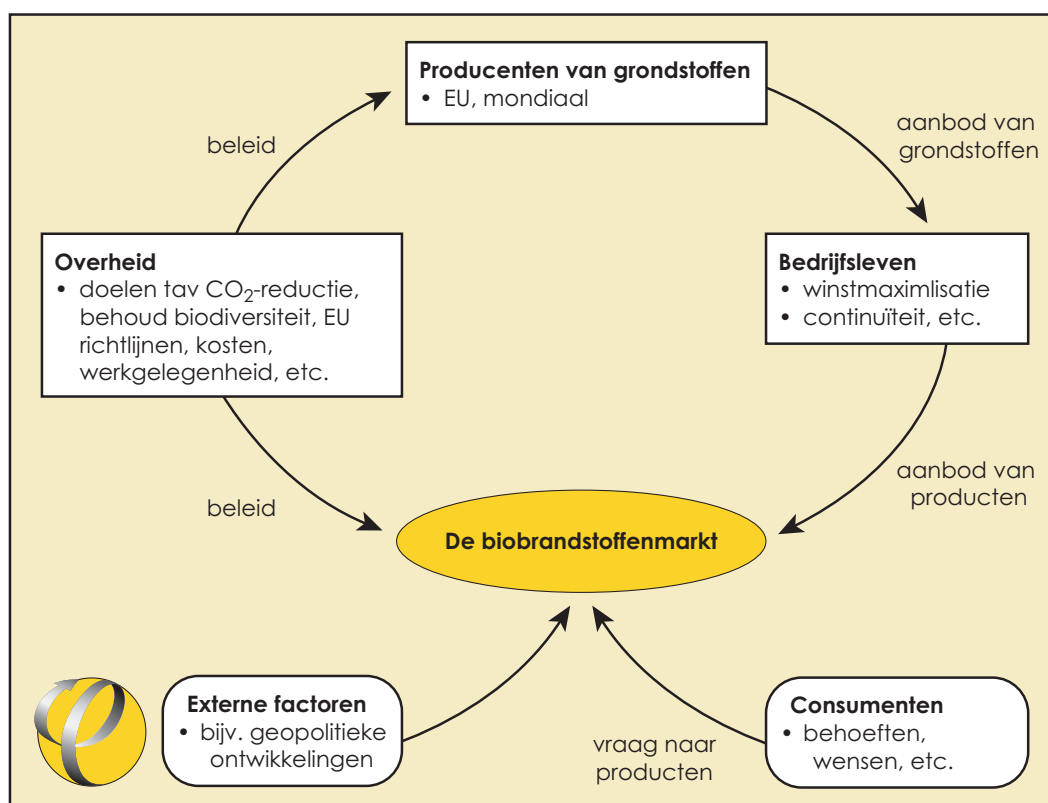 Producenten van grondstoffen
• EU, mondiaal
beleid
aanbod van
grondstoffen
Overheid
• doelen tav CO₂-reductie,
behoud biodiversiteit, EU
richtlijnen, kosten,
werkgelegenheid, etc.
Bedrijfsleven
• winstmaximlisatie
• continuïteit, etc.
beleid
aanbod van
producten
De biobrandstoffenmarkt
Externe factoren
• bijv. geopolitieke
ontwikkelingen
vraag naar
producten
Consumenten
• behoeften,
wensen, etc.